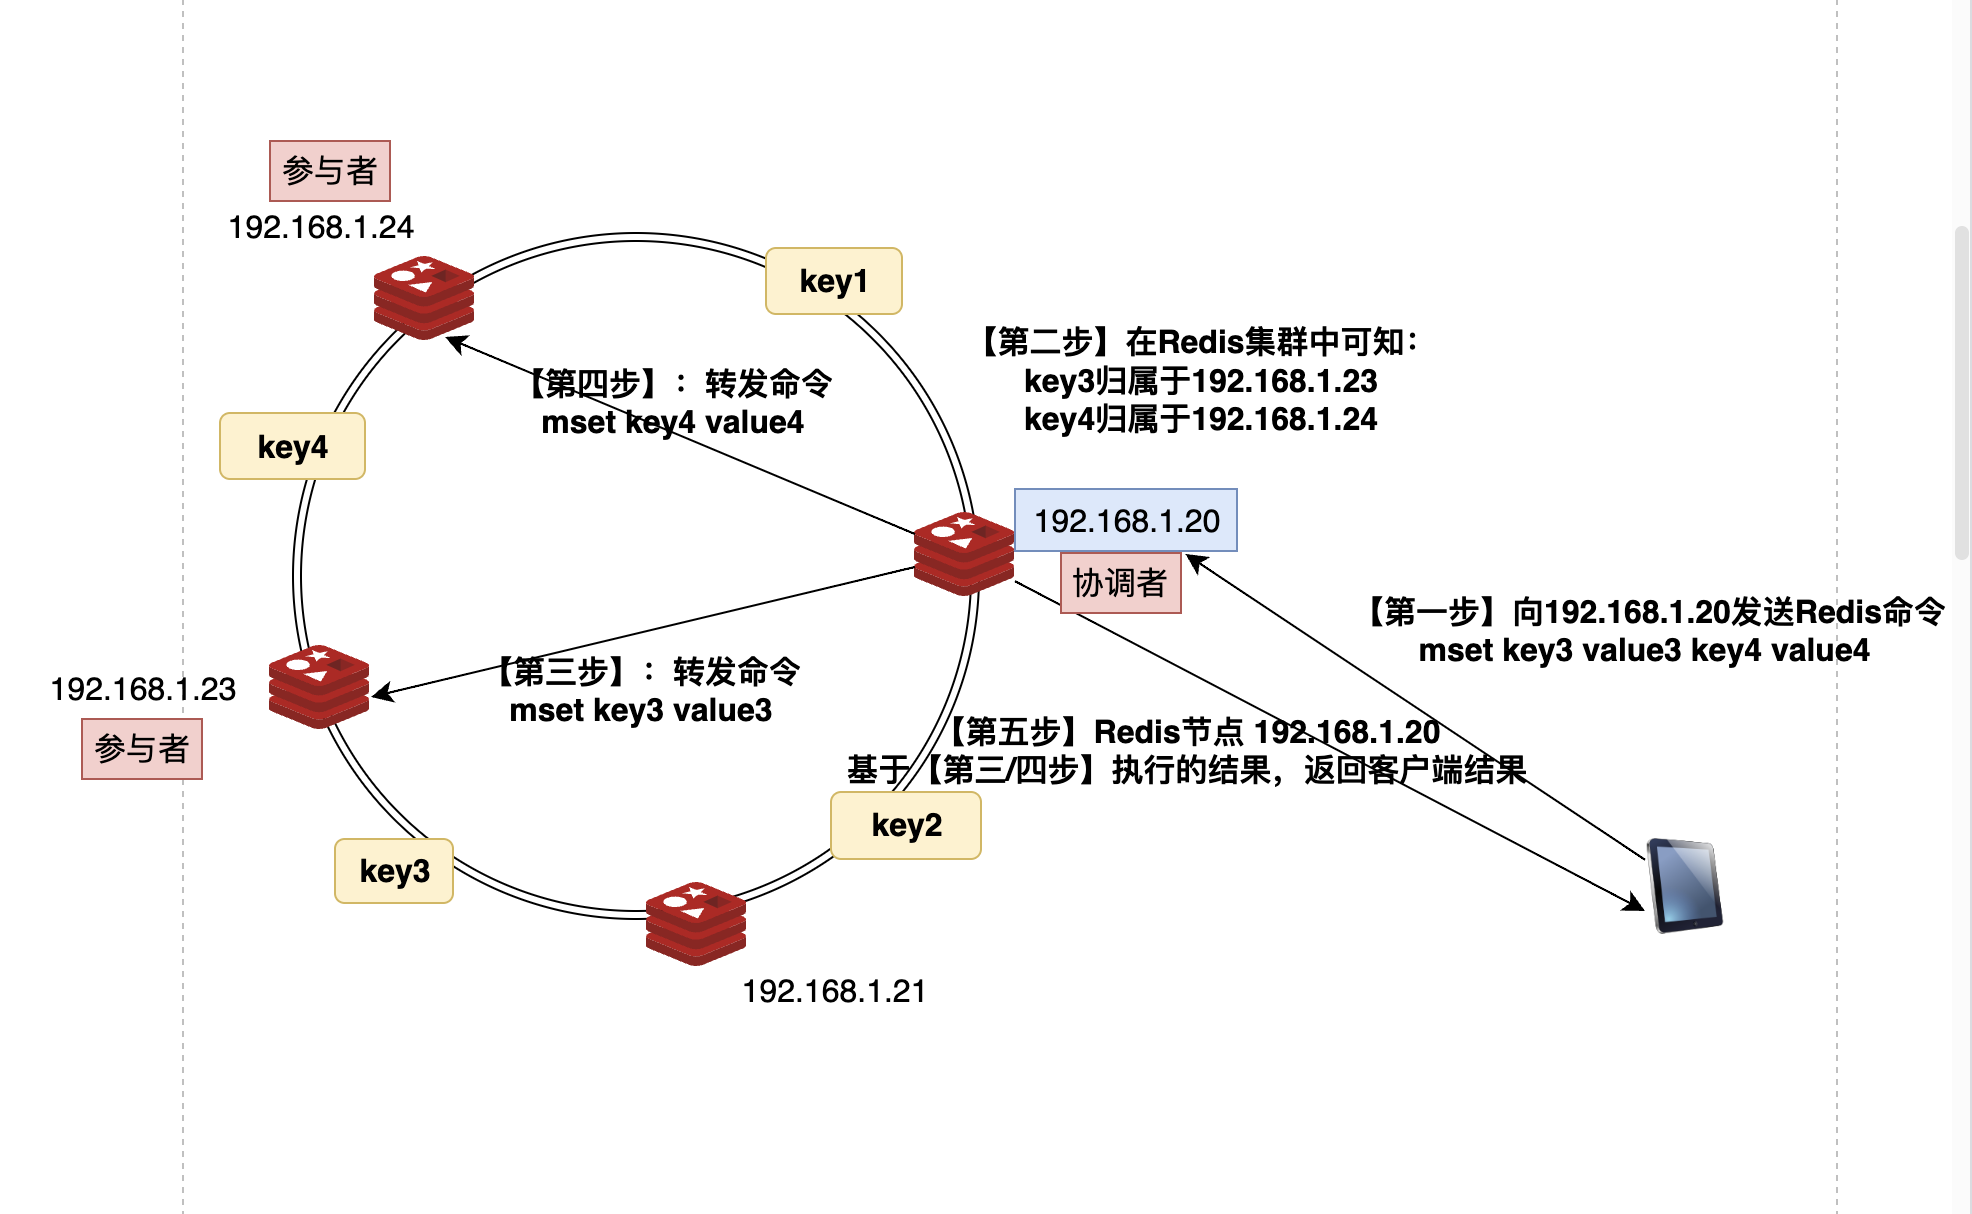 参与者
192.168.1.24
key1
【第二步】在Redis集群中可知：
key3归属于192.168.1.23
key4归属于192.168.1.24
【第四步】：转发命令
mset key4 value4
key4
192.168.1.20
协调者
【第一步】向192.168.1.20发送Redis命令
mset key3 value3 key4 value4
【第三步】：转发命令
mset key3 value3
192.168.1.23
参与者
【第五步】Redis节点 192.168.1.20
基于【第三/四步】执行的结果，返回客户端结果
key2
key3
192.168.1.21